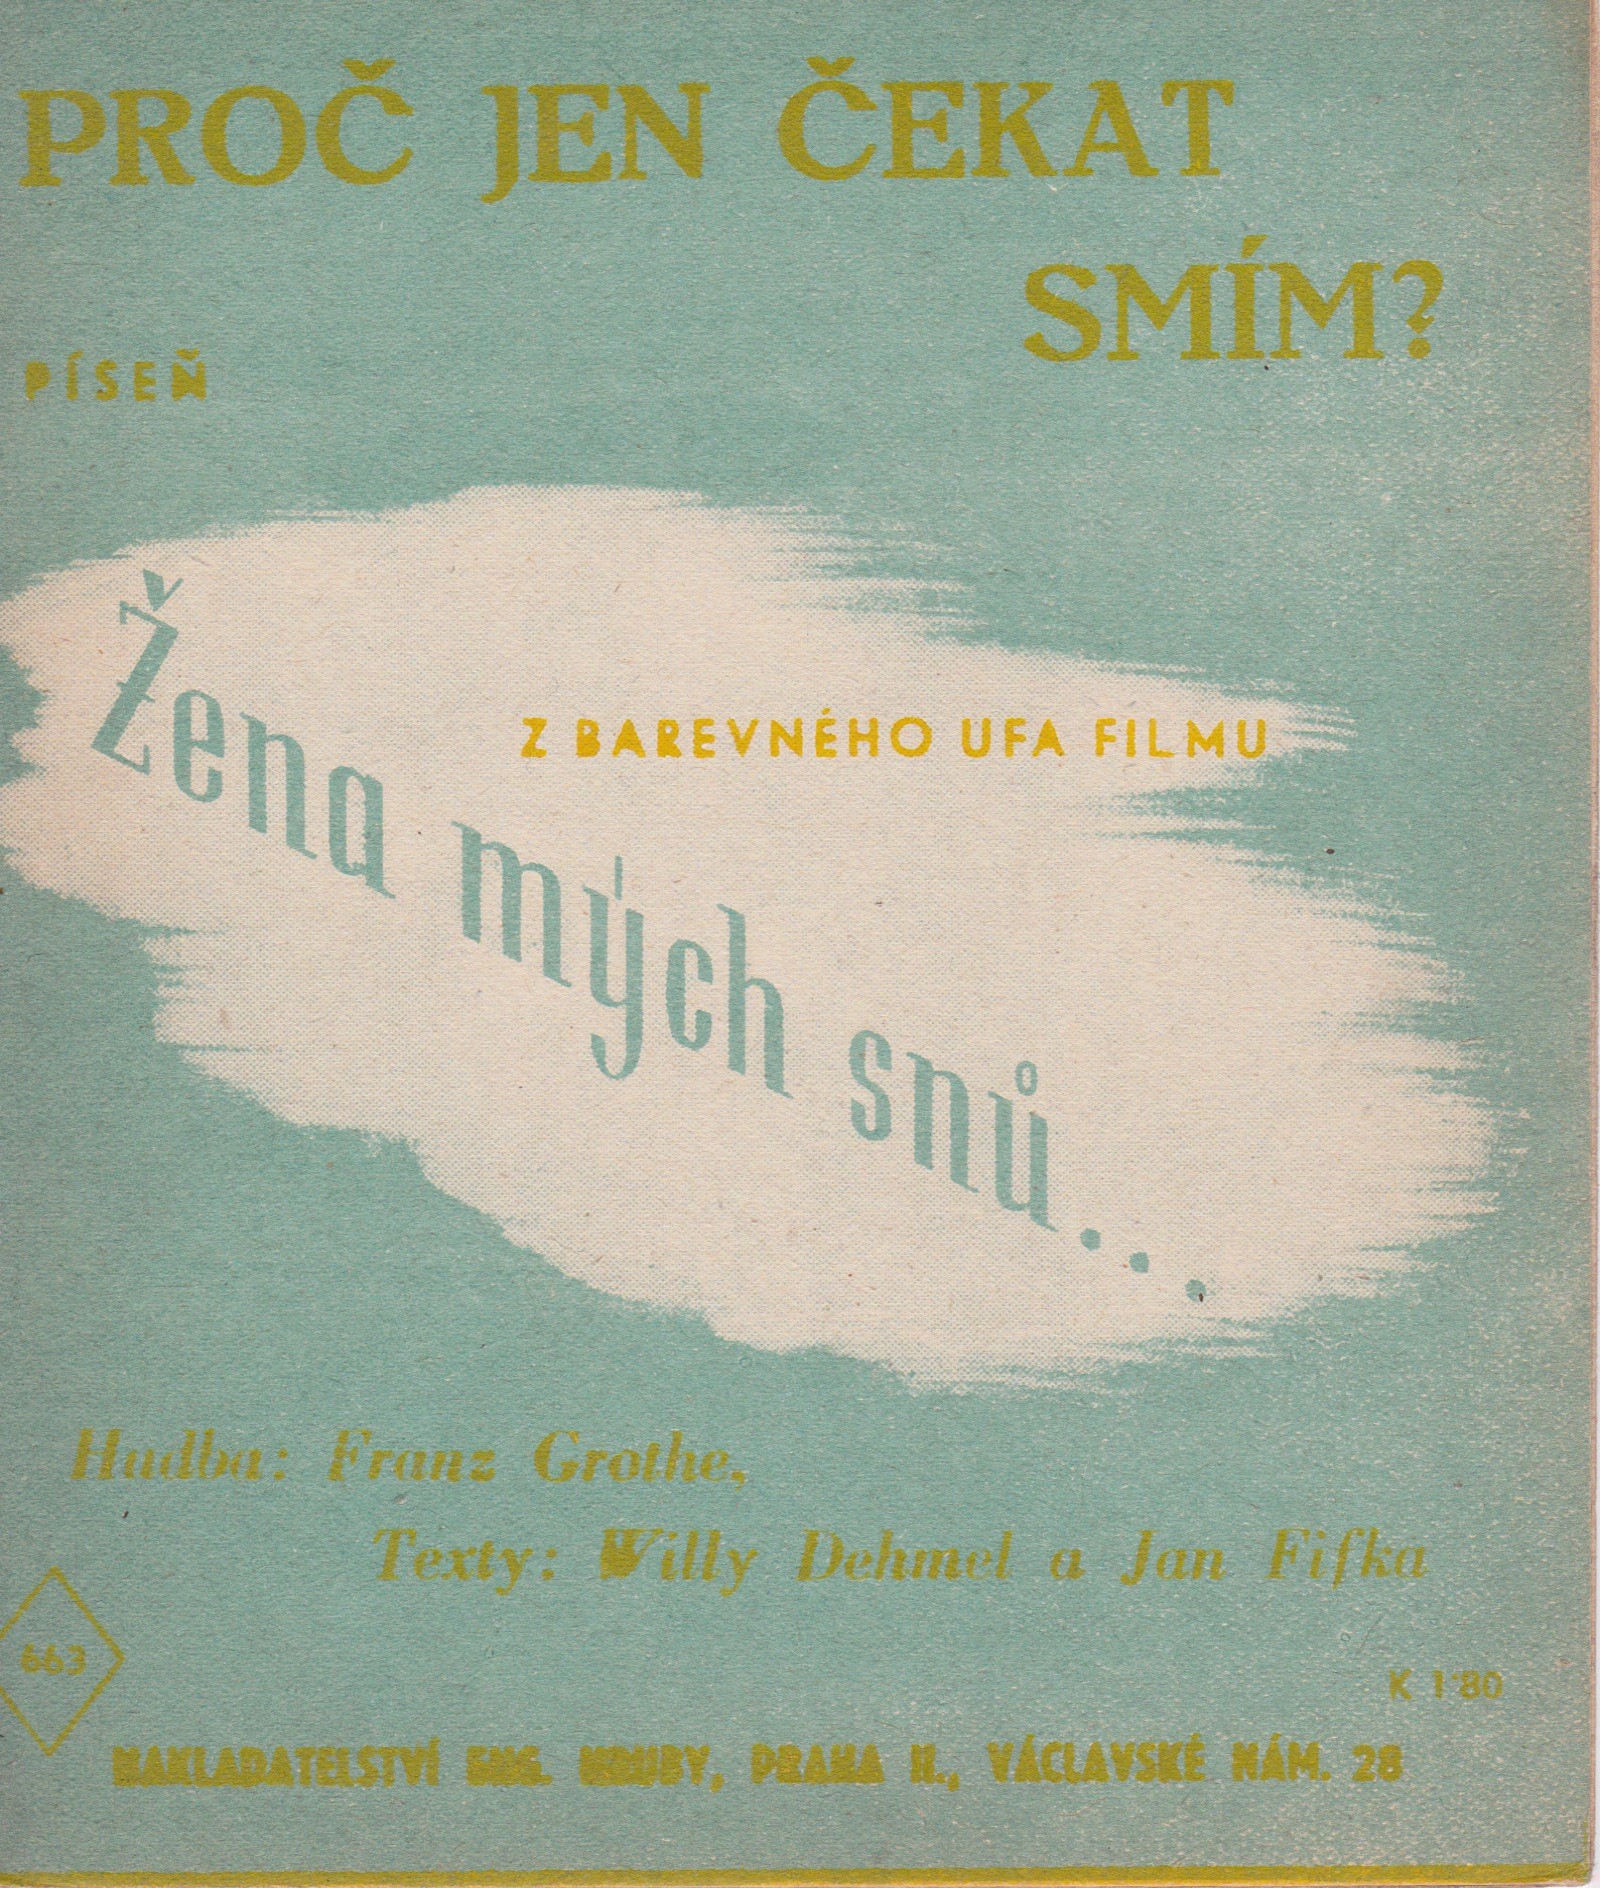 PROČ JEN ČEKAT
SMÍM?
PÍSEŇ
Z BAREVNÉHO UFA FILMU
Žena mých snů...
Hudba: Franz Grothe,
Texty: Willy Dehmel a Jan Fifka
663
K 1·80
NAKLADATELSTVÍ ENG. HRUBY, PRAHA II., VÁCLAVSKÉ NÁM. 28